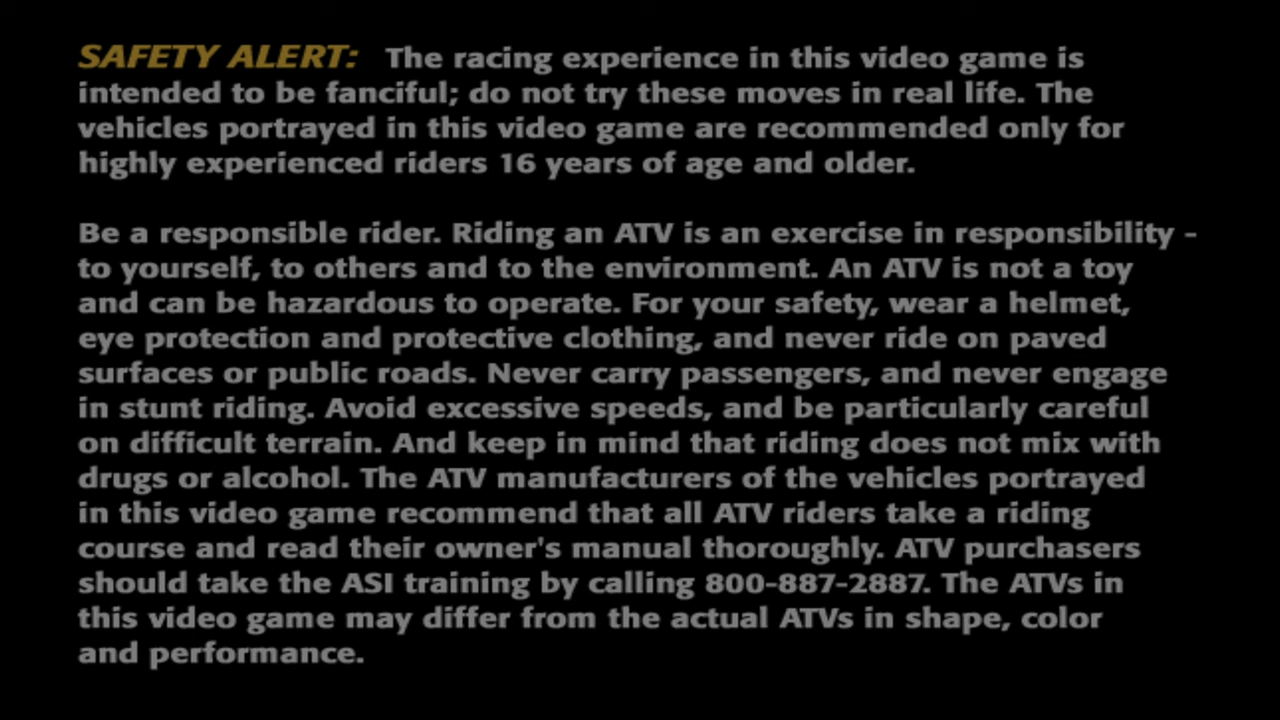 SAFETY ALERT: The racing experience in this video game is
intended to be fanciful; do not try these moves in real life. The
vehicles portrayed in this video game are recommended only for
highly experienced riders 16 years of age and older.
Be a responsible rider. Riding an ATV is an exercise in responsibility -
to yourself, to others and to the environment. An ATV is not a toy
and can be hazardous to operate. For your safety, wear a helmet,
eye protection and protective clothing, and never ride on paved
surfaces or public roads. Never carry passengers, and never engage
in stunt riding. Avoid excessive speeds, and be particularly careful
on difficult terrain. And keep in mind that riding does not mix with
drugs or alcohol. The ATV manufacturers of the vehicles portrayed
in this video game recommend that all ATV riders take a riding
course and read their owner's manual thoroughly. ATV purchasers
should take the ASI training by calling 800-887-2887. The ATVs in
this video game may differ from the actual ATVs in shape, color
and performance.